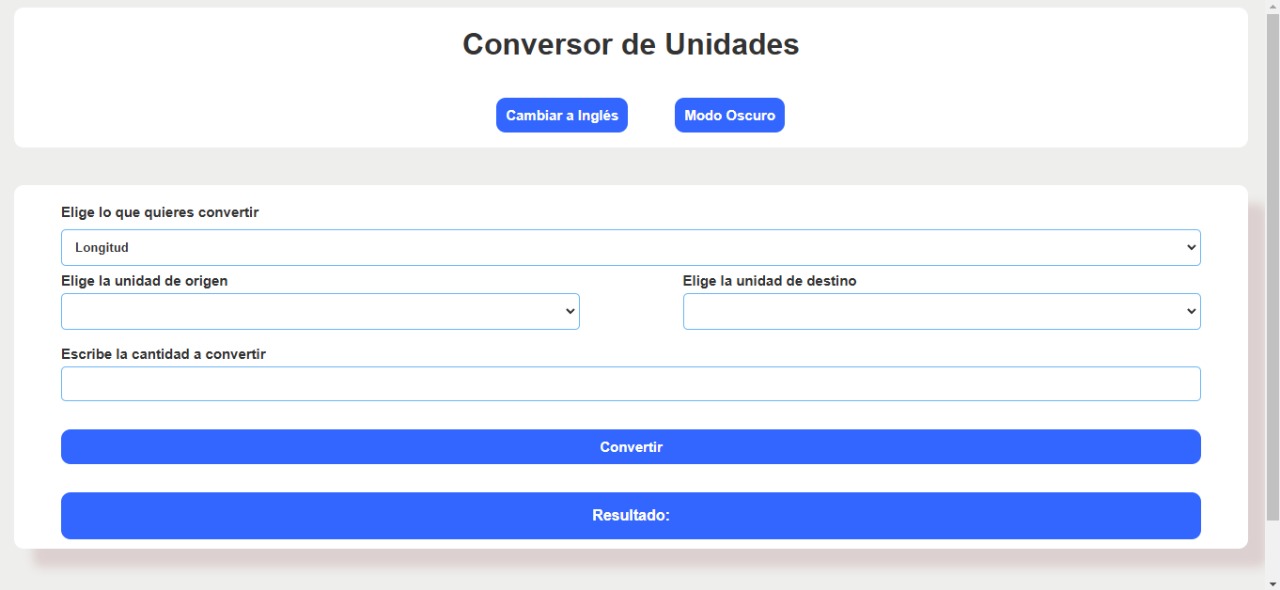 Conversor de Unidades
Cambiar a Inglés
Modo Oscuro
Elige lo que quieres convertir
Longitud
Elige la unidad de origen
Elige la unidad de destino
Escribe la cantidad a convertir
Convertir
Resultado: